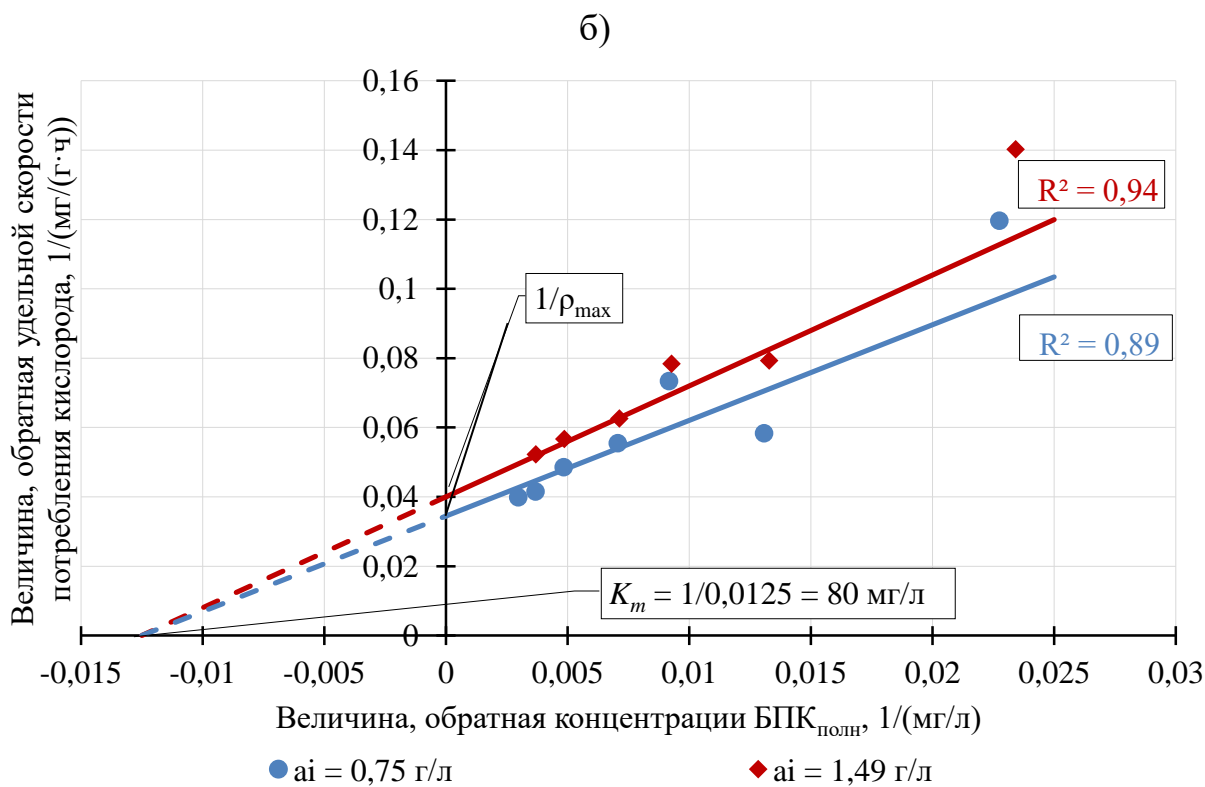 б)
Величина, обратная удельной скорости
потребления кислорода, 1/(мг/(г·ч))
0,16
0,14
0,12
0,1
0,08
0,06
0,04
0,02
0
R² = 0,94
R² = 0,89
1/ρmax
Km = 1/0,0125 = 80 мг/л
-0,015 -0,01 -0,005 0 0,005 0,01 0,015 0,02 0,025 0,03
Величина, обратная концентрации БПКполн, 1/(мг/л)
ai = 0,75 г/л ai = 1,49 г/л